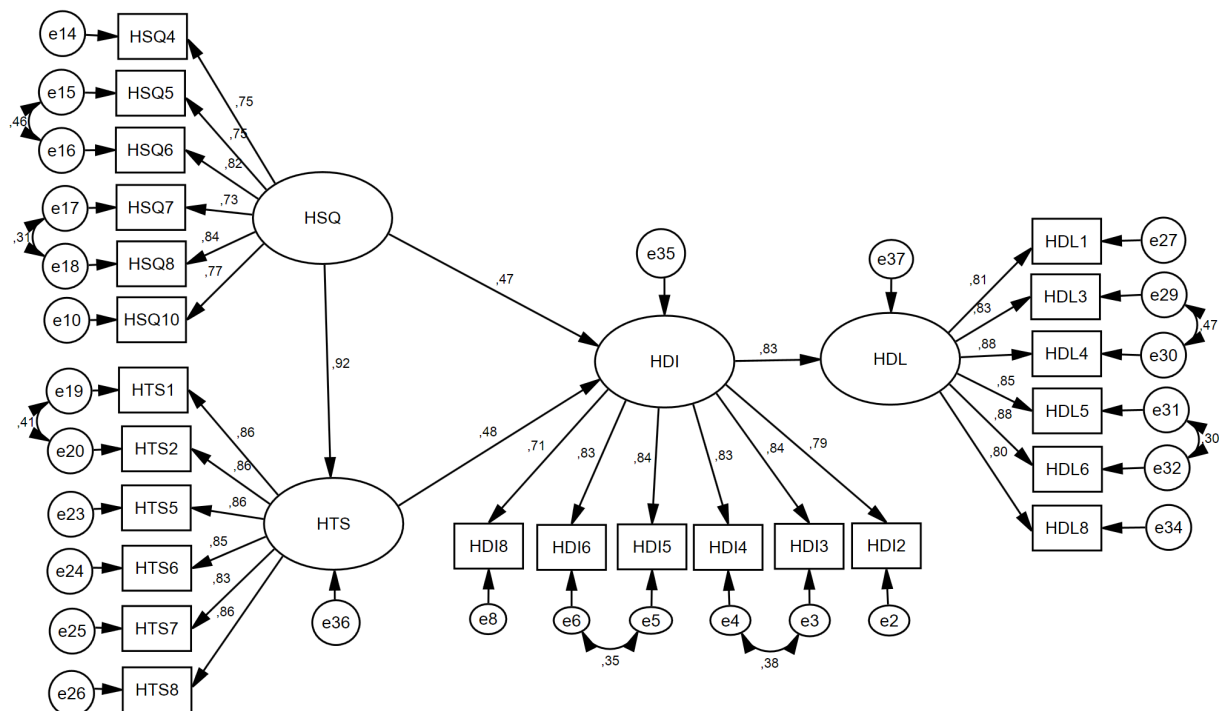 e14
HSQ4
e15
HSQ5
,46
e16
HSQ6
e17
HSQ7
,31
e18
HSQ8
e10
HSQ10
,75
,75
,82
,73
,84
,77
HSQ
,47
,92
e19
HTS1
,41
e20
HTS2
e23
HTS5
e24
HTS6
e25
HTS7
e26
HTS8
,86
,86
,86
,85
,83
,86
HTS
e36
,48
e35
HDI
,83
,71
,83
,84
,83
,84
,79
HDI8
HDI6
HDI5
HDI4
HDI3
HDI2
e8
e6
e5
e4
e3
e2
,35
,38
e37
HDL
,81
,83
,88
,85
,88
,80
HDL1
e27
HDL3
e29
,47
HDL4
e30
HDL5
e31
,30
HDL6
e32
HDL8
e34